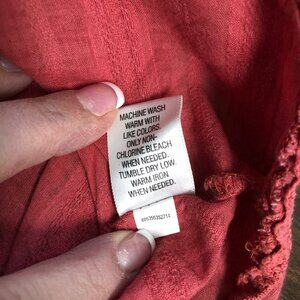 MACHINE WASH
WARM WITH
LIKE COLORS.
ONLY NON-
CHLORINE BLEACH
WHEN NEEDED.
TUMBLE DRY LOW.
WARM IRON
WHEN NEEDED.